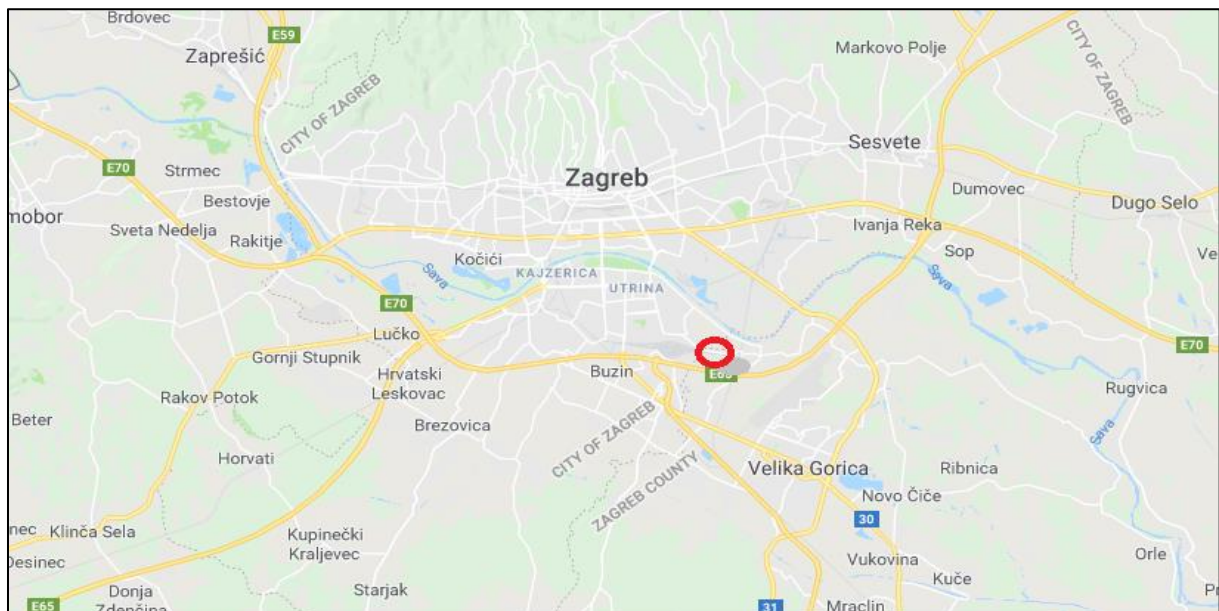 Brdovec
E59
Zaprešić
Markovo Polje
CITY OF ZAGREB
CITY OF ZAGREB
Sesvete
E70
Strmec
Zagreb
Dumovec
Bestovje
Dugo Selo
mobor
Sveta Nedelja
Rakitje
Ivanja Reka
Sop
Ve
Kočići
KAJZERICA
Sava
UTRINA
Sava
E70
Lučko
E70
Gornji Stupnik
Buzin
Hrvatski
Leskovac
Rugvica
Rakov Potok
Beter
Brezovica
CITY OF ZAGREB
Sava
Horvati
ZAGREB COUNTY
Velika Gorica
Ribnica
Novo Čiče
nec
Klinča Sela
30
Kupinečki
Kraljevec
Desinec
Vukovina
Orle
Donja
Zdenčina
Starjak
Kuče
E65
31
Mraclin